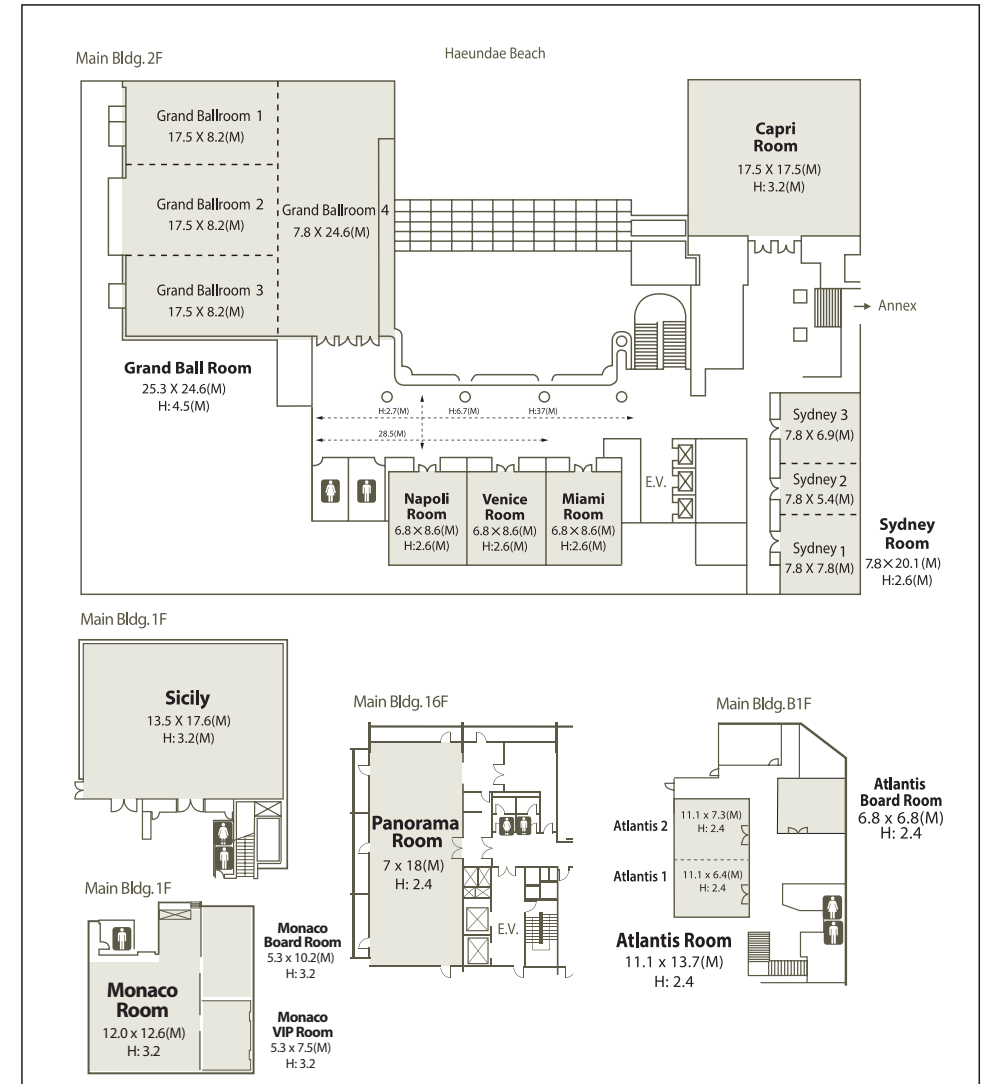 Main Bldg. 2F
Haeundae Beach
Grand Ballroom 1
17.5 X 8.2(M)
Grand Ballroom 2
17.5 X 8.2(M)
Grand Ballroom 3
17.5 X 8.2(M)
Grand Ballroom 4
7.8 X 24.6(M)
Capri
Room
17.5 X 17.5(M)
H: 3.2(M)
Annex
Grand Ball Room
25.3 X 24.6(M)
H: 4.5(M)
H:2.7(M)
H:6.7(M)
H:37(M)
28.5(M)
E.V.
Napoli
Room
6.8 X 8.6(M)
H:2.6(M)
Venice
Room
6.8 X 8.6(M)
H:2.6(M)
Miami
Room
6.8 X 8.6(M)
H:2.6(M)
Sydney 3
7.8 X 6.9(M)
Sydney 2
7.8 X 5.4(M)
Sydney 1
7.8 X 7.8(M)
Sydney
Room
7.8 X 20.1 (M)
H:2.6(M)
Main Bldg. 1F
Sicily
13.5 X 17.6(M)
H: 3.2(M)
Main Bldg. 1F
Monaco
Room
12.0 x 12.6(M)
H: 3.2
Monaco
Board Room
5.3 x 10.2(M)
H: 3.2
Monaco
VIP Room
5.3 x 7.5(M)
H: 3.2
Main Bldg. 16F
Panorama
Room
7 x 18(M)
H: 2.4
E.V.
Main Bldg. B1F
Atlantis 2
11.1 x 7.3(M)
H: 2.4
Atlantis 1
11.1 x 6.4(M)
H: 2.4
Atlantis Room
11.1 x 13.7(M)
H: 2.4
Atlantis
Board Room
6.8 x 6.8(M)
H: 2.4